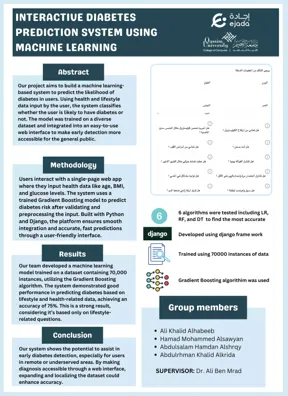 INTERACTIVE DIABETES
PREDICTION SYSTEM USING
MACHINE LEARNING
إجادة
ejada
Abstract
Our project aims to build a machine learning-
based system to predict the likelihood of
diabetes in users. Using health and lifestyle
data input by the user, the system classifies
whether the user is likely to have diabetes or
not. The model was trained on a diverse
dataset and integrated into an easy-to-use
web interface to make early detection more
accessible for the general public.
Methodology
Users interact with a single-page web app
where they input health data like age, BMI,
and glucose levels. The system uses a
trained Gradient Boosting model to predict
diabetes risk after validating and
preprocessing the input. Built with Python
and Django, the platform ensures smooth
integration and accurate, fast predictions
through a user-friendly interface.
Results
Our team developed a machine learning
model trained on a dataset containing 70,000
instances, utilizing the Gradient Boosting
algorithm. The system demonstrated good
performance in predicting diabetes based on
lifestyle and health-related data, achieving an
accuracy of 75%. This is a strong result,
considering it's based only on lifestyle-
related questions.
Conclusion
Our system shows the potential to assist in
early diabetes detection, especially for users
in remote or underserved areas. By making
diagnosis accessible through a web interface,
expanding and localizing the dataset could
enhance accuracy.
6
6 algorithms were tested including LR,
RF, and DT to find the most accurate
django
Developed using django frame work
Trained using 70000 instances of data
Gradient Boosting algorithm was used
Group members
• Ali Khalid Alhabeeb
• Hamad Mohammed Alsawyan
• Abdulsalam Hamdan Alshrqy
• Abdulrhman Khalid Alkrida
SUPERVISOR: Dr. Ali Ben Mrad